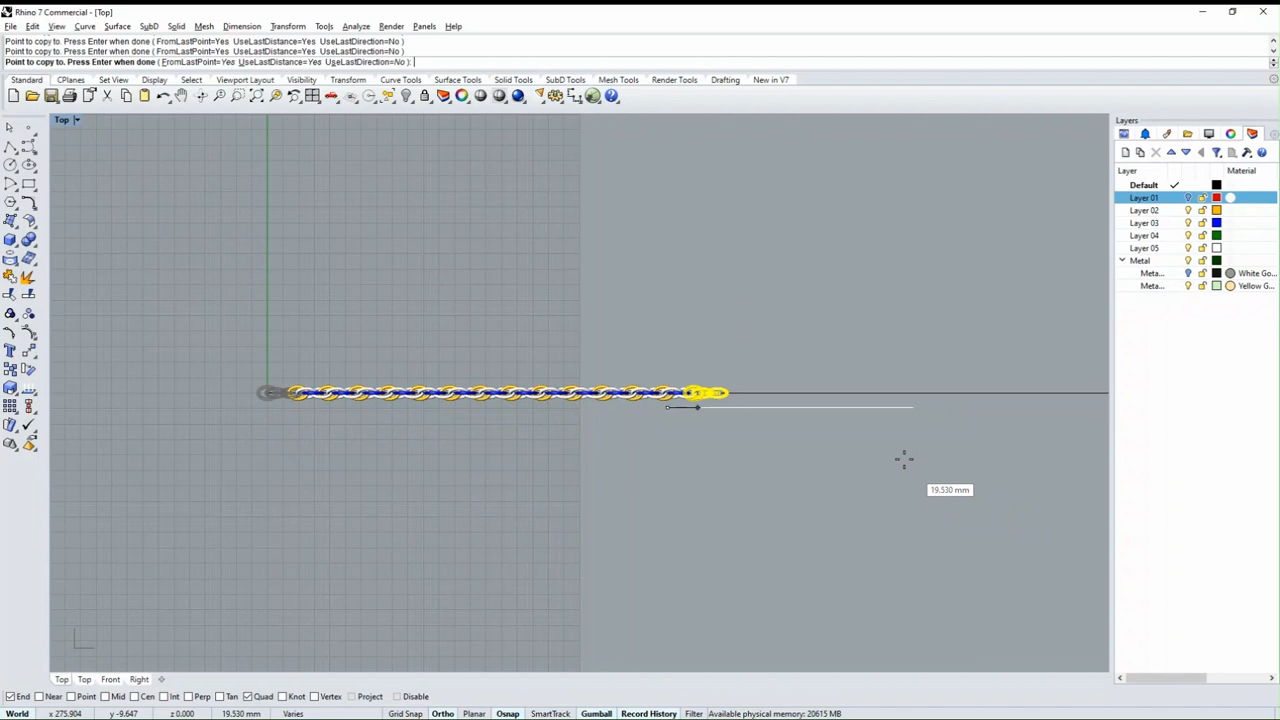 Rhino 7 Commercial - [Top]
File Edit View Curve Surface SubD Solid Mesh Dimension Transform Tools Analyze Render Panels Help
Point to copy to. Press Enter when done ( FromLastPoint=Yes UseLastDistance=Yes UseLastDirection=No )
Point to copy to. Press Enter when done ( FromLastPoint=Yes UseLastDistance=Yes UseLastDirection=No )
Point to copy to. Press Enter when done ( FromLastPoint=Yes UseLastDistance=Yes UseLastDirection=No ):
Standard CPlanes Set View Display Select Viewport Layout Visibility Transform Curve Tools Surface Tools Solid Tools SubD Tools Mesh Tools Render Tools Drafting New in V7
Top
Layers
Layer Material
Default
Layer 01
Layer 02
Layer 03
Layer 04
Layer 05
Metal
Meta... White Go...
Meta... Yellow G...
19.530 mm
Top Top Front Right
End Near Point Mid Cen Int Perp Tan Quad Knot Vertex Project Disable
World x 275.904 y -9.647 z 0.000 19.530 mm Varies Grid Snap Ortho Planar Osnap SmartTrack Gumball Record History Filter Available physical memory: 20615 MB